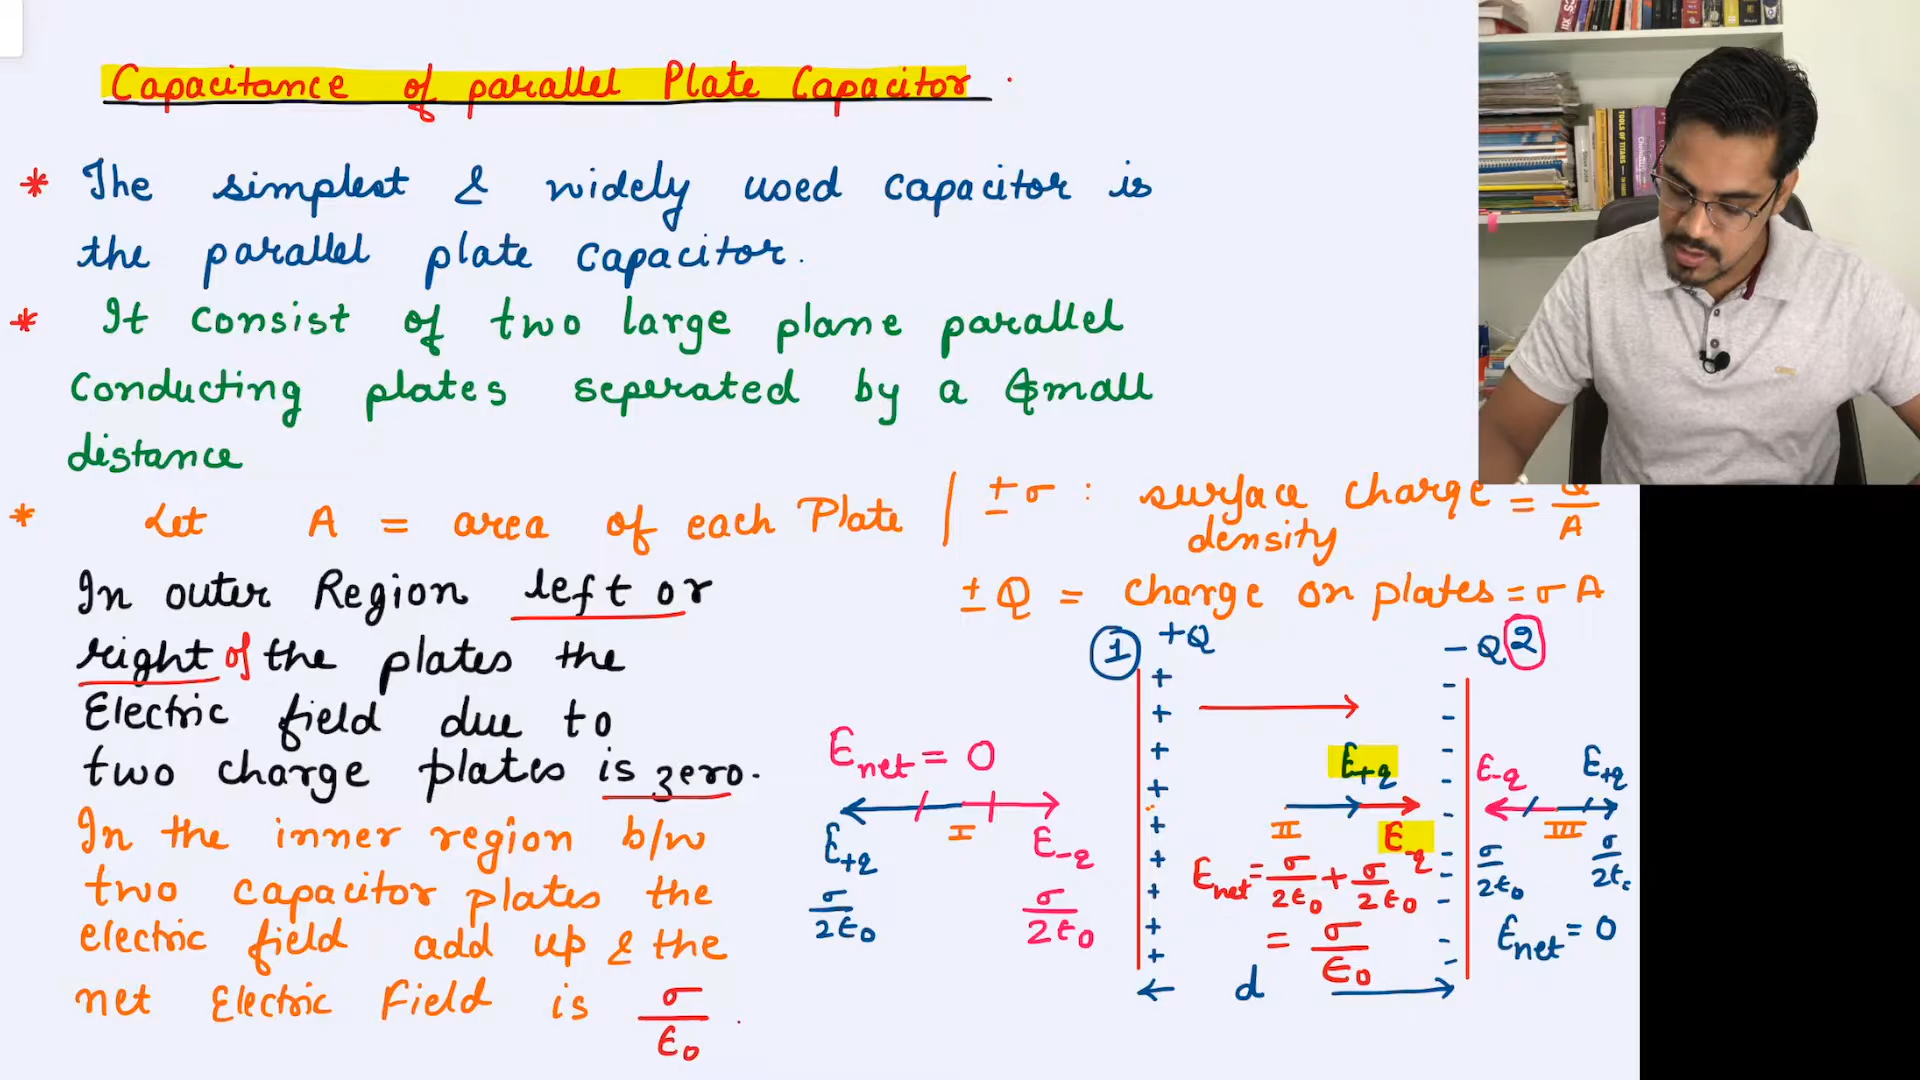 Capacitance of parallel Plate Capacitor
* The simplest & widely used capacitor is
the parallel plate capacitor.
* It consist of two large plane parallel
conducting plates seperated by a small
distance
* Let A = area of each Plate | ± σ : surface charge = Q/A
density
± Q = charge on plates = σ A
In outer Region left or
right of the plates the
Electric field due to
two charge plates is zero.
In the inner region b/w
two capacitor plates the
electric field add up & the
net Electric Field is σ/ε0
1 +Q
- Q 2
Enet = 0
E+q
σ/2ε0
I
E-q
σ/2ε0
E+q
II
E-q
Enet = σ/2ε0 + σ/2ε0
= σ/ε0
d
E-q
E+q
III
σ/2ε0
σ/2ε0
Enet = 0
TOOLS OF TITANS